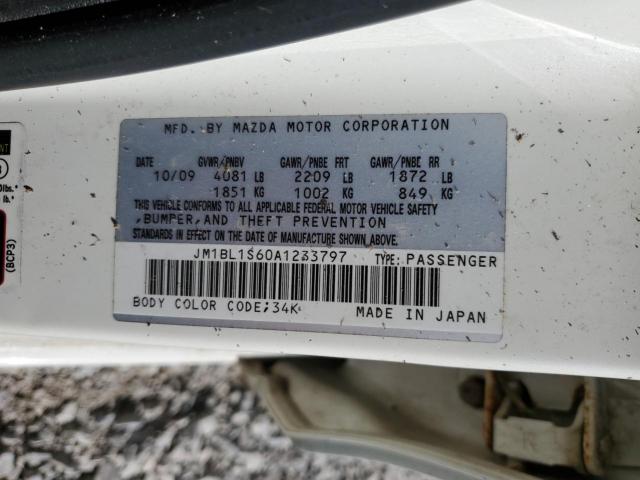 MFD. BY MAZDA MOTOR CORPORATION
DATE GVWR/PNBV GAWR/PNBE FRT GAWR/PNBE RR
10/09 4081 LB 2209 LB 1872 LB
1851 KG 1002 KG 849 KG
THIS VEHICLE CONFORMS TO ALL APPLICABLE FEDERAL MOTOR VEHICLE SAFETY
,BUMPER,AND THEFT PREVENTION
STANDARDS IN EFFECT ON THE DATE OF MANUFACTURE SHOWN ABOVE.
JM1BL1S60A1233797 TYPE: PASSENGER
BODY COLOR CODE;34K
MADE IN JAPAN
lbs.*
lb.
(BCP3)